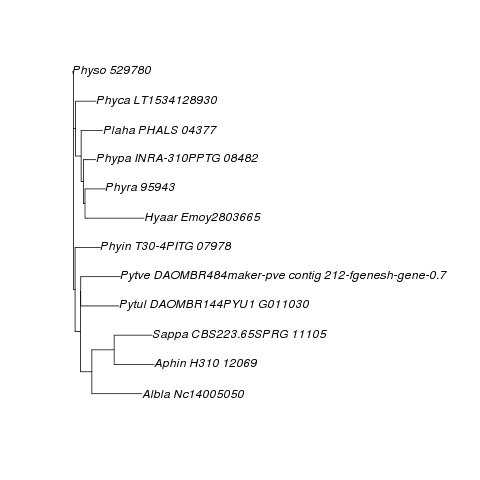 Physo 529780
Phyca LT1534128930
Plaha PHALS 04377
Phypa INRA-310PPTG 08482
Phyra 95943
Hyaar Emoy2803665
Phyin T30-4PITG 07978
Pytve DAOMBR484maker-pve contig 212-fgenesh-gene-0.7
Pytul DAOMBR144PYU1 G011030
Sappa CBS223.65SPRG 11105
Aphin H310 12069
Albla Nc14005050